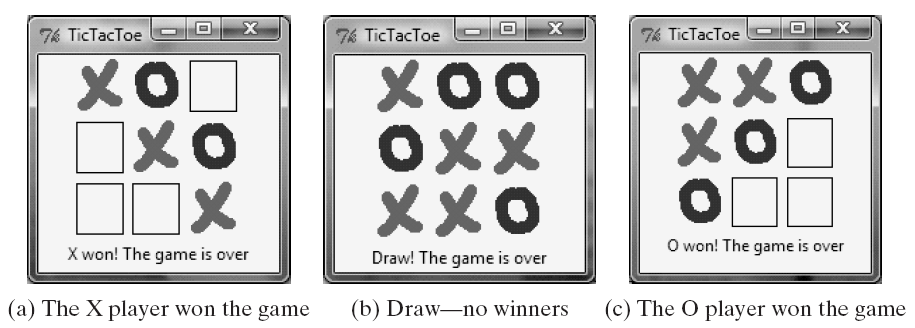 TicTacToe
X O
X O
X
X won! The game is over
(a) The X player won the game
TicTacToe
X O O
O X X
X X O
Draw! The game is over
(b) Draw—no winners
TicTacToe
X X O
X O
O
O won! The game is over
(c) The O player won the game